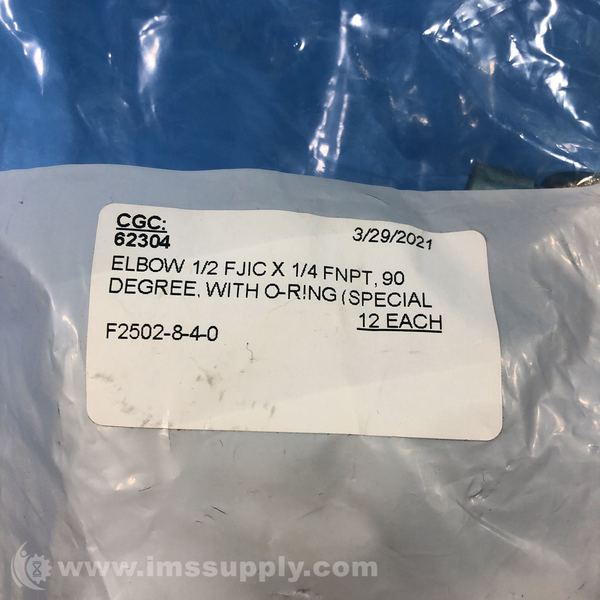 CGC:
62304
3/29/2021
ELBOW 1/2 FJIC X 1/4 FNPT, 90
DEGREE, WITH O-RING (SPECIAL
12 EACH
F2502-8-4-0
www.imssupply.com